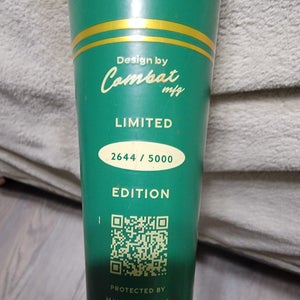 Design by
Combat
mfg
LIMITED
2644 / 5000
EDITION
PROTECTED BY